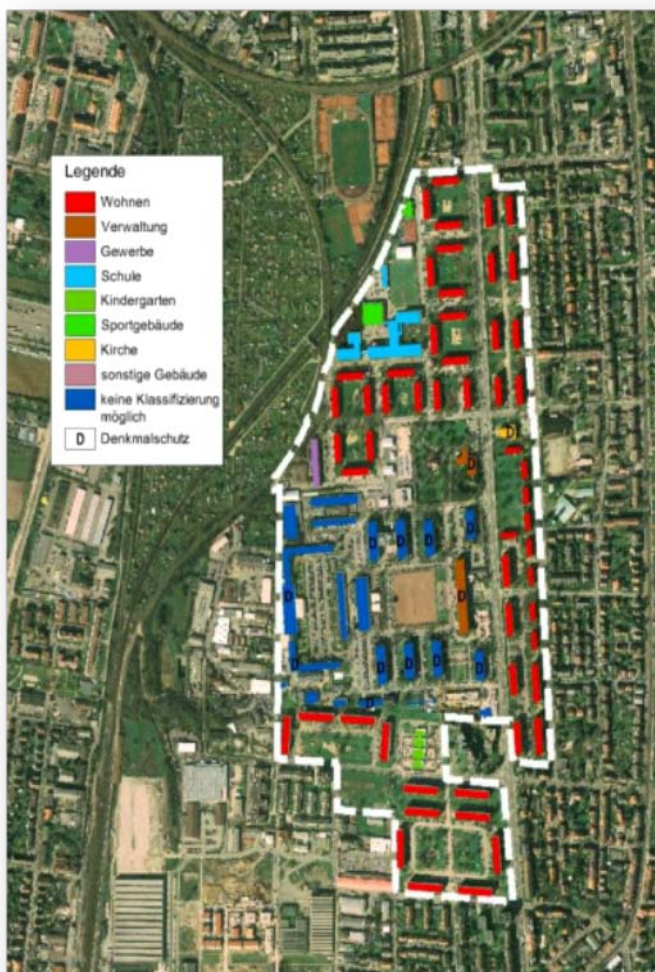 Legende
Wohnen
Verwaltung
Gewerbe
Schule
Kindergarten
Sportgebäude
Kirche
sonstige Gebäude
keine Klassifizierung
möglich
D Denkmalschutz
D
D
D D D D
D D
D
D D D D
D